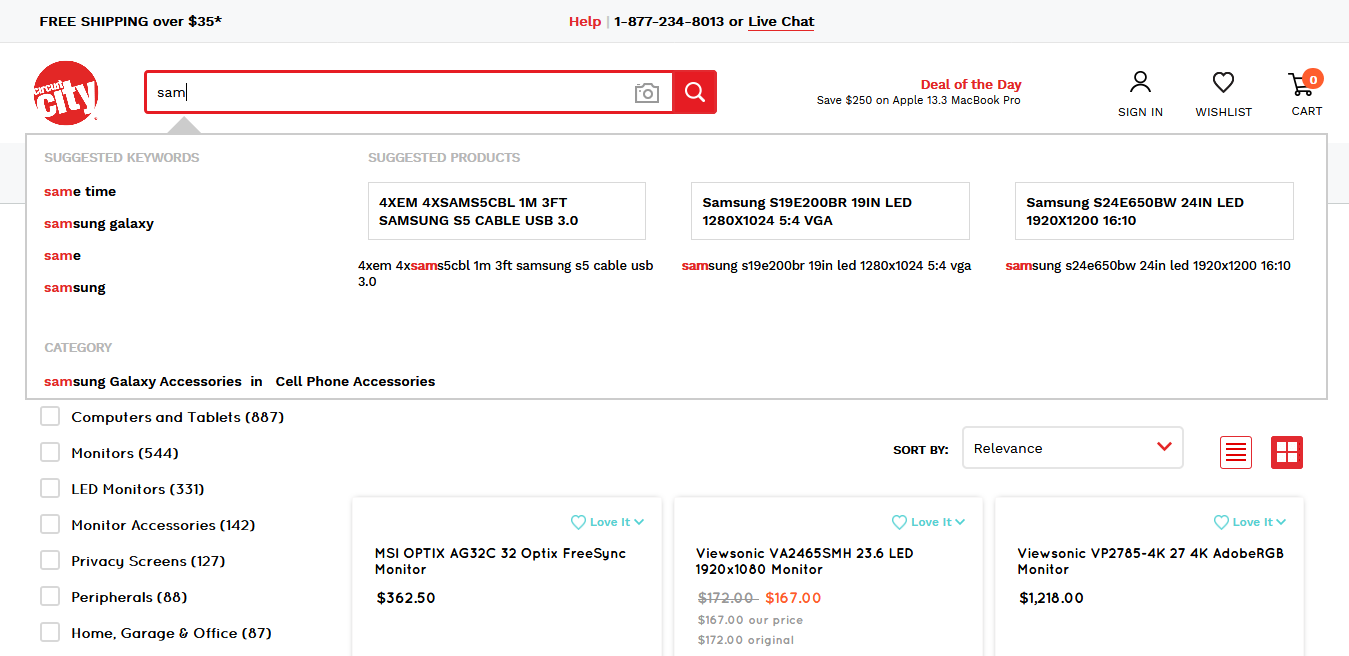 FREE SHIPPING over $35*
Help | 1-877-234-8013 or Live Chat
circuit
city
sam
Deal of the Day
Save $250 on Apple 13.3 MacBook Pro
SIGN IN
WISHLIST
0
CART
SUGGESTED KEYWORDS
same time
samsung galaxy
same
samsung
SUGGESTED PRODUCTS
4XEM 4XSAMS5CBL 1M 3FT
SAMSUNG S5 CABLE USB 3.0
4xem 4xsams5cbl 1m 3ft samsung s5 cable usb
3.0
Samsung S19E200BR 19IN LED
1280X1024 5:4 VGA
samsung s19e200br 19in led 1280x1024 5:4 vga
Samsung S24E650BW 24IN LED
1920X1200 16:10
samsung s24e650bw 24in led 1920x1200 16:10
CATEGORY
samsung Galaxy Accessories in Cell Phone Accessories
Computers and Tablets (887)
Monitors (544)
LED Monitors (331)
Monitor Accessories (142)
Privacy Screens (127)
Peripherals (88)
Home, Garage & Office (87)
SORT BY:
Relevance
Love It
MSI OPTIX AG32C 32 Optix FreeSync
Monitor
$362.50
Love It
Viewsonic VA2465SMH 23.6 LED
1920x1080 Monitor
$172.00 $167.00
$167.00 our price
$172.00 original
Love It
Viewsonic VP2785-4K 27 4K AdobeRGB
Monitor
$1,218.00